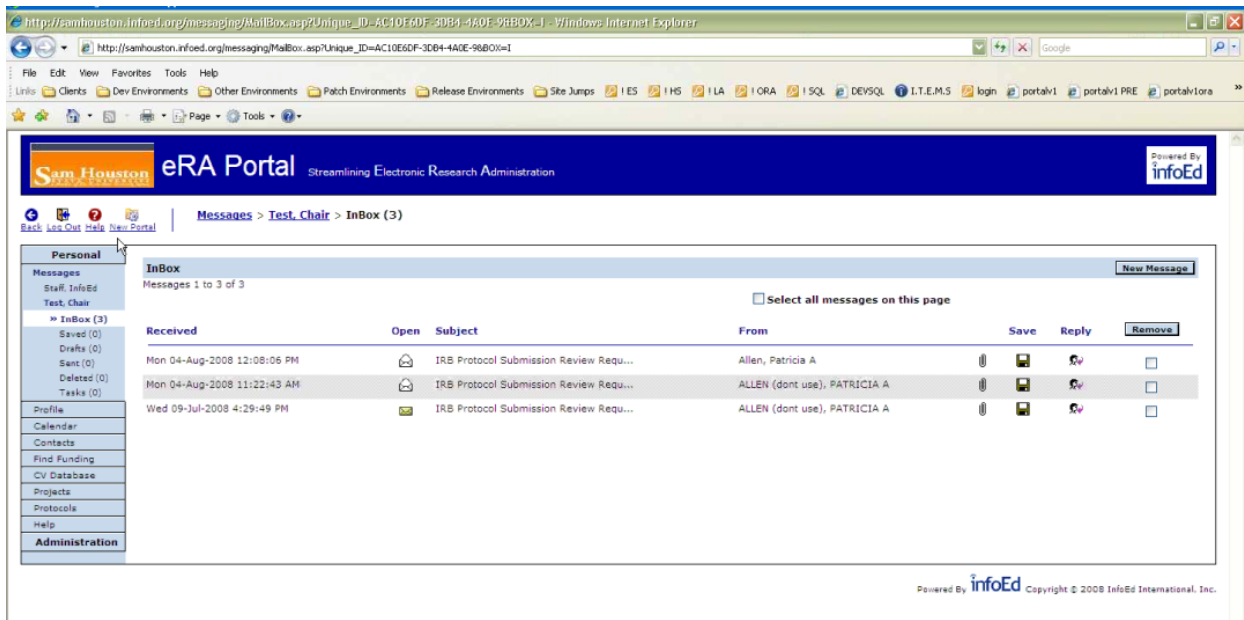 http://samhouston.infoed.org/messaging/MailBox.asp?Unique_ID=AC10E6DF-3DB4-4A0E-9&BOX=I - Windows Internet Explorer
http://samhouston.infoed.org/messaging/MailBox.asp?Unique_ID=AC10E6DF-3DB4-4A0E-9&BOX=I
Google
File Edit View Favorites Tools Help
Links Clients Dev Environments Other Environments Patch Environments Release Environments Site Jumps ! ES ! HS ! LA ! ORA ! SQL DEVSQL I.T.E.M.S login portalv1 portalv1 PRE portalv1ora »
Page Tools
Sam Houston eRA Portal Streamlining Electronic Research Administration
Powered By
infoEd
Back Log Out Help New Portal
Messages > Test, Chair > InBox (3)
Personal
Messages
Staff, InfoEd
Test, Chair
» InBox (3)
Saved (0)
Drafts (0)
Sent (0)
Deleted (0)
Tasks (0)
Profile
Calendar
Contacts
Find Funding
CV Database
Projects
Protocols
Help
Administration
InBox New Message
Messages 1 to 3 of 3
Select all messages on this page
Received Open Subject From Save Reply Remove
Mon 04-Aug-2008 12:08:06 PM IRB Protocol Submission Review Requ... Allen, Patricia A
Mon 04-Aug-2008 11:22:43 AM IRB Protocol Submission Review Requ... ALLEN (dont use), PATRICIA A
Wed 09-Jul-2008 4:29:49 PM IRB Protocol Submission Review Requ... ALLEN (dont use), PATRICIA A
Powered By infoEd Copyright © 2008 InfoEd International, Inc.